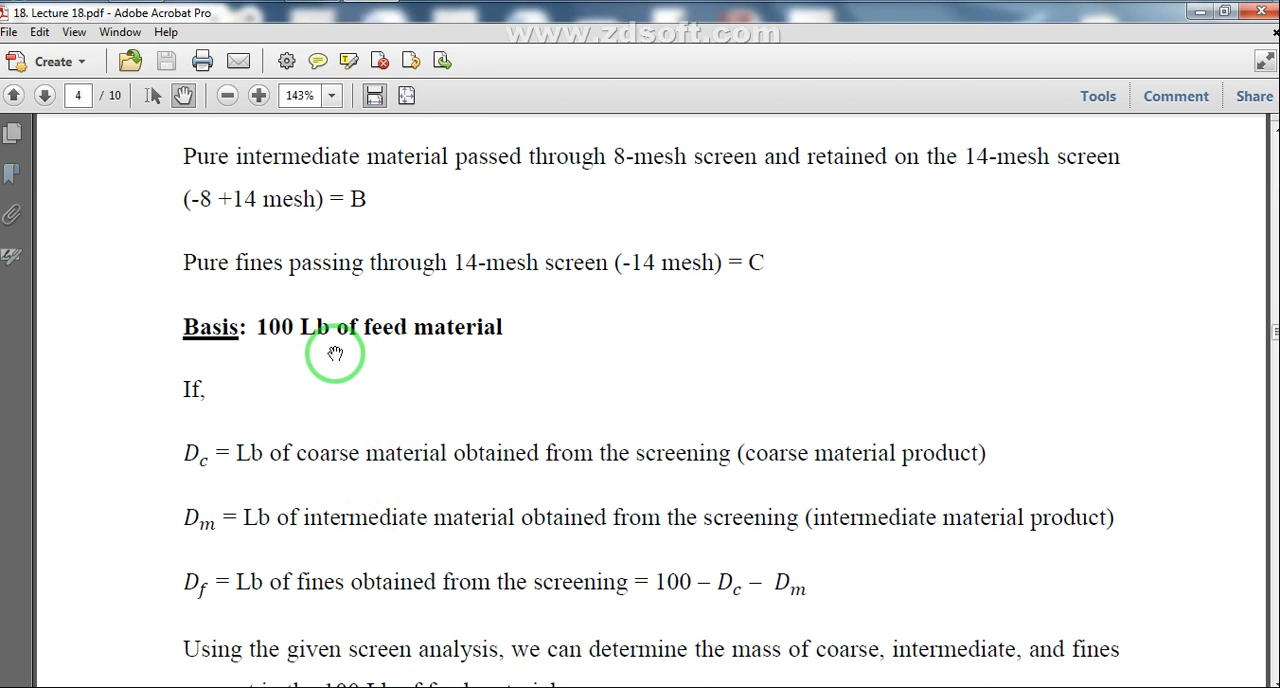 18. Lecture 18.pdf - Adobe Acrobat Pro
www.zdsoft.com
File Edit View Window Help
Create
4 / 10 143% Tools Comment Share
Pure intermediate material passed through 8-mesh screen and retained on the 14-mesh screen
(-8 +14 mesh) = B
Pure fines passing through 14-mesh screen (-14 mesh) = C
Basis: 100 Lb of feed material
If,
D_c = Lb of coarse material obtained from the screening (coarse material product)
D_m = Lb of intermediate material obtained from the screening (intermediate material product)
D_f = Lb of fines obtained from the screening = 100 – D_c – D_m
Using the given screen analysis, we can determine the mass of coarse, intermediate, and fines